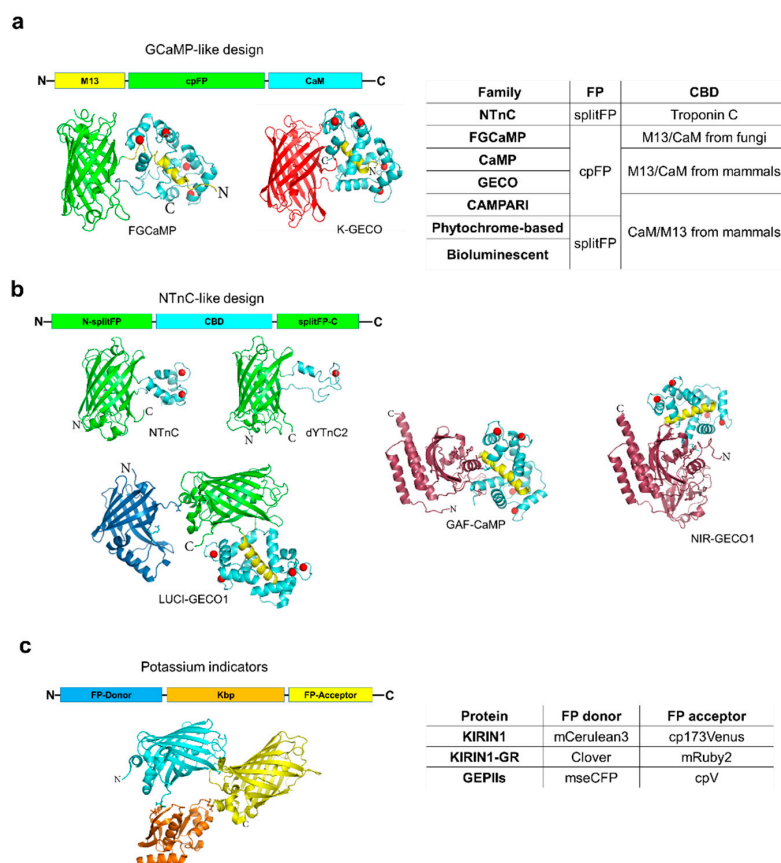 a
GCaMP-like design
N M13 cpFP CaM C
N
C
FGCaMP
C
N
K-GECO
Family FP CBD
NTnC splitFP Troponin C
FGCaMP cpFP M13/CaM from fungi
CaMP M13/CaM from mammals
GECO
CAMPARI CaM/M13 from mammals
Phytochrome-based splitFP
Bioluminescent
b
NTnC-like design
N N-splitFP CBD splitFP-C C
N
C
NTnC
N
C
dYTnC2
N
C
LUCI-GECO1
C
N
GAF-CaMP
C
N
NIR-GECO1
c
Potassium indicators
N FP-Donor Kbp FP-Acceptor C
N
C
Protein FP donor FP acceptor
KIRIN1 mCerulean3 cp173Venus
KIRIN1-GR Clover mRuby2
GEPIIs mseCFP cpV